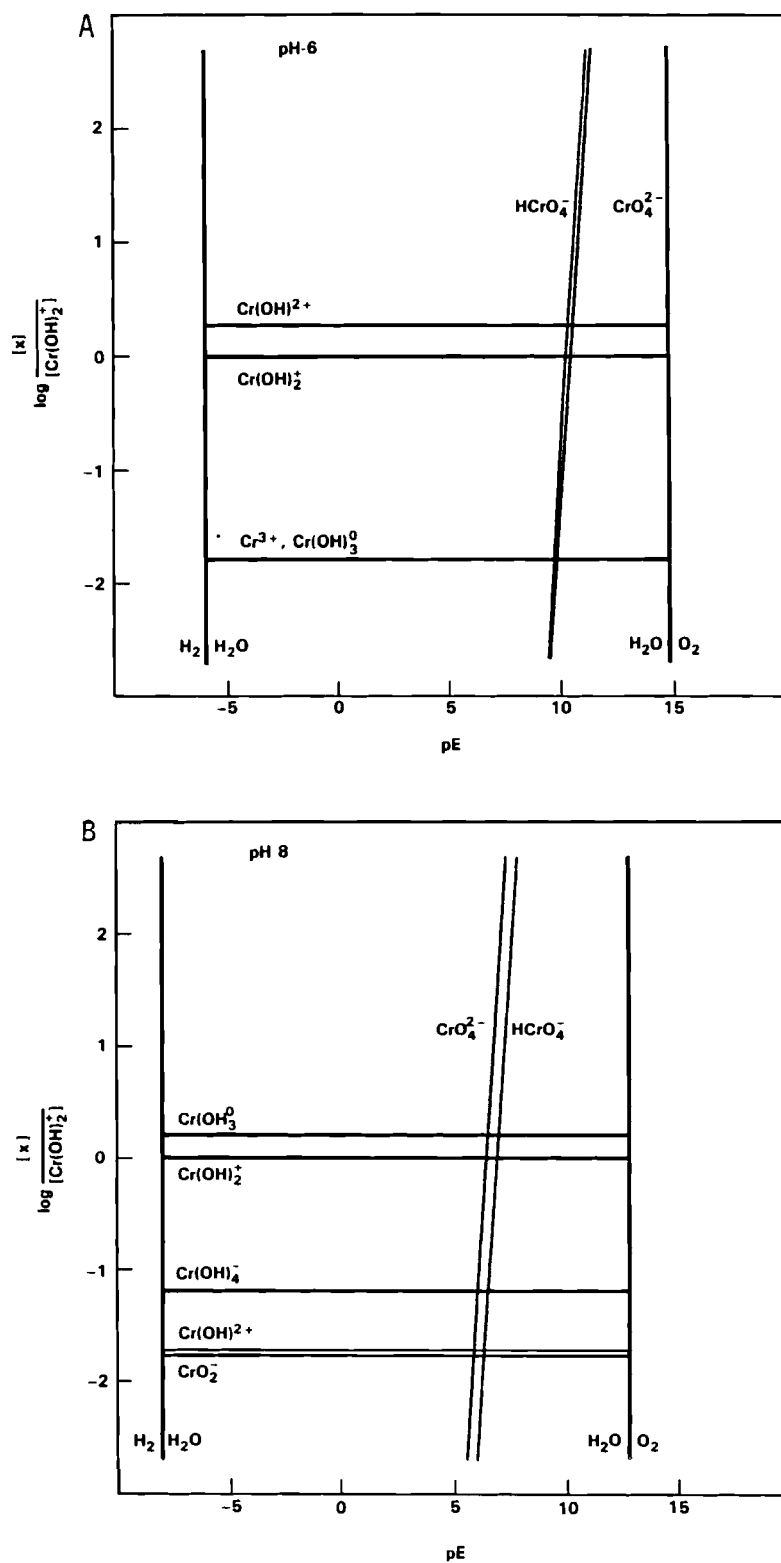 A
pH-6
2
1
0
−1
−2
log [x] / [Cr(OH)₂⁺]
HCrO₄⁻ CrO₄²⁻
Cr(OH)²⁺
Cr(OH)₂⁺
Cr³⁺, Cr(OH)₃⁰
H₂ H₂O H₂O O₂
−5 0 5 10 15
pE
B
pH 8
2
1
0
−1
−2
log [x] / [Cr(OH)₂⁺]
CrO₄²⁻ HCrO₄⁻
Cr(OH₃⁰
Cr(OH)₂⁺
Cr(OH)₄⁻
Cr(OH)²⁺
CrO₂⁻
H₂ H₂O H₂O O₂
−5 0 5 10 15
pE